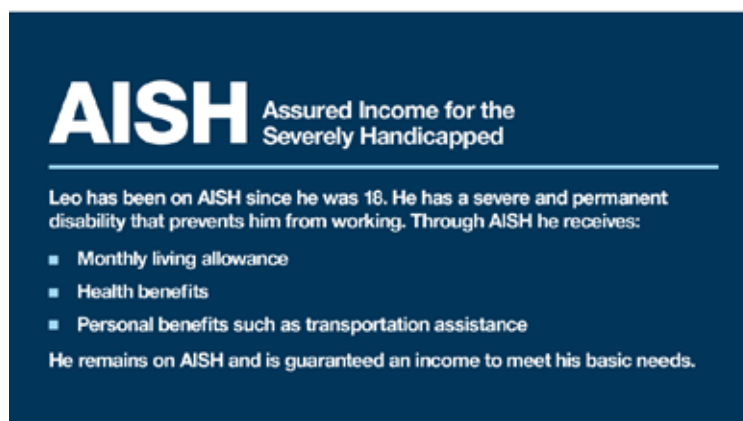 AISH Assured Income for the
Severely Handicapped
Leo has been on AISH since he was 18. He has a severe and permanent
disability that prevents him from working. Through AISH he receives:
Monthly living allowance
Health benefits
Personal benefits such as transportation assistance
He remains on AISH and is guaranteed an income to meet his basic needs.